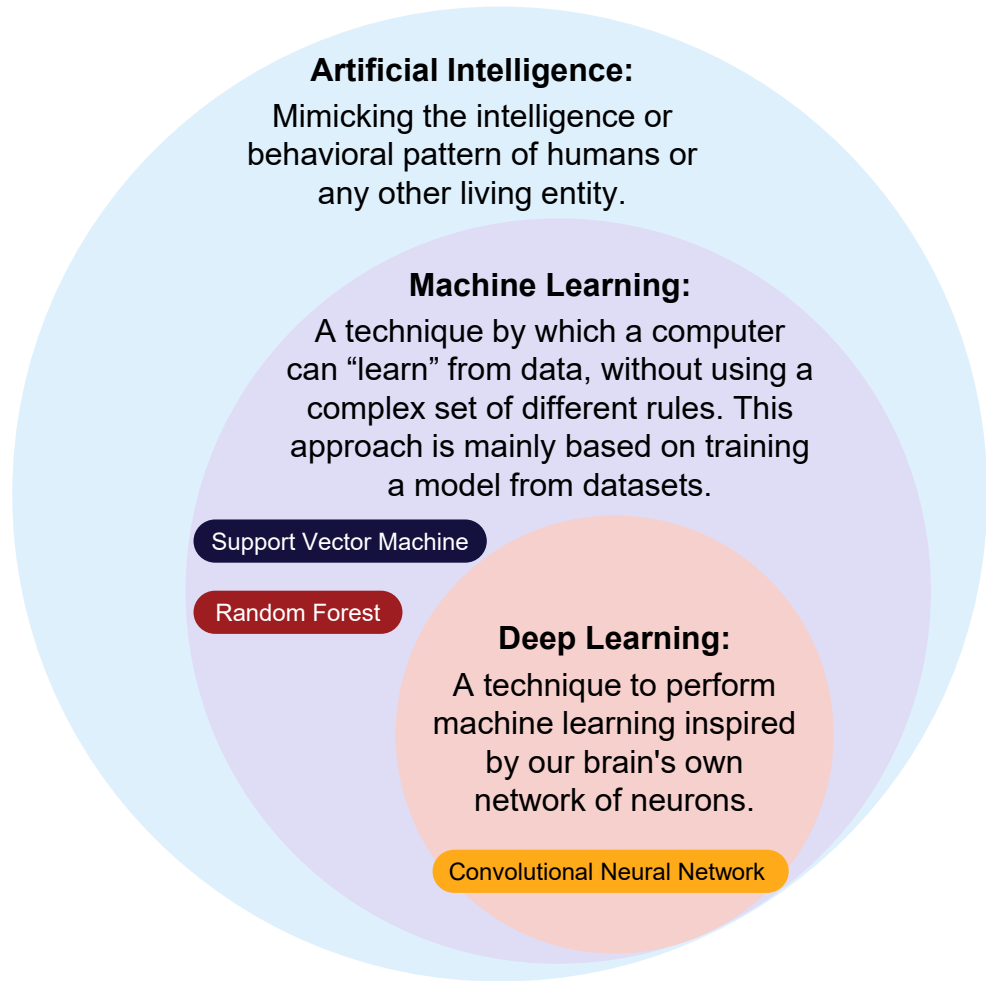 Artificial Intelligence:
Mimicking the intelligence or
behavioral pattern of humans or
any other living entity.
Machine Learning:
A technique by which a computer
can “learn” from data, without using a
complex set of different rules. This
approach is mainly based on training
a model from datasets.
Support Vector Machine
Random Forest
Deep Learning:
A technique to perform
machine learning inspired
by our brain's own
network of neurons.
Convolutional Neural Network